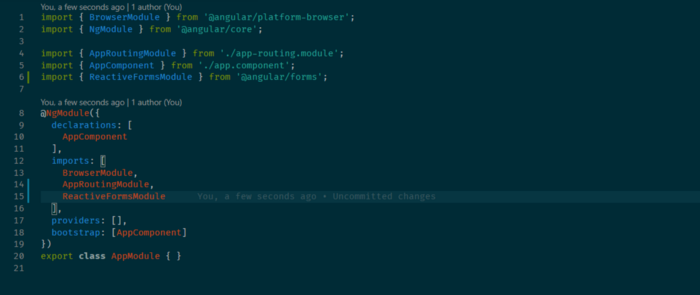 You, a few seconds ago | 1 author (You)
1 import { BrowserModule } from '@angular/platform-browser';
2 import { NgModule } from '@angular/core';
3
4 import { AppRoutingModule } from './app-routing.module';
5 import { AppComponent } from './app.component';
6 import { ReactiveFormsModule } from '@angular/forms';
7
You, a few seconds ago | 1 author (You)
8 @NgModule({
9 declarations: [
10 AppComponent
11 ],
12 imports: [
13 BrowserModule,
14 AppRoutingModule,
15 ReactiveFormsModule You, a few seconds ago • Uncommitted changes
16 ],
17 providers: [],
18 bootstrap: [AppComponent]
19 })
20 export class AppModule { }
21